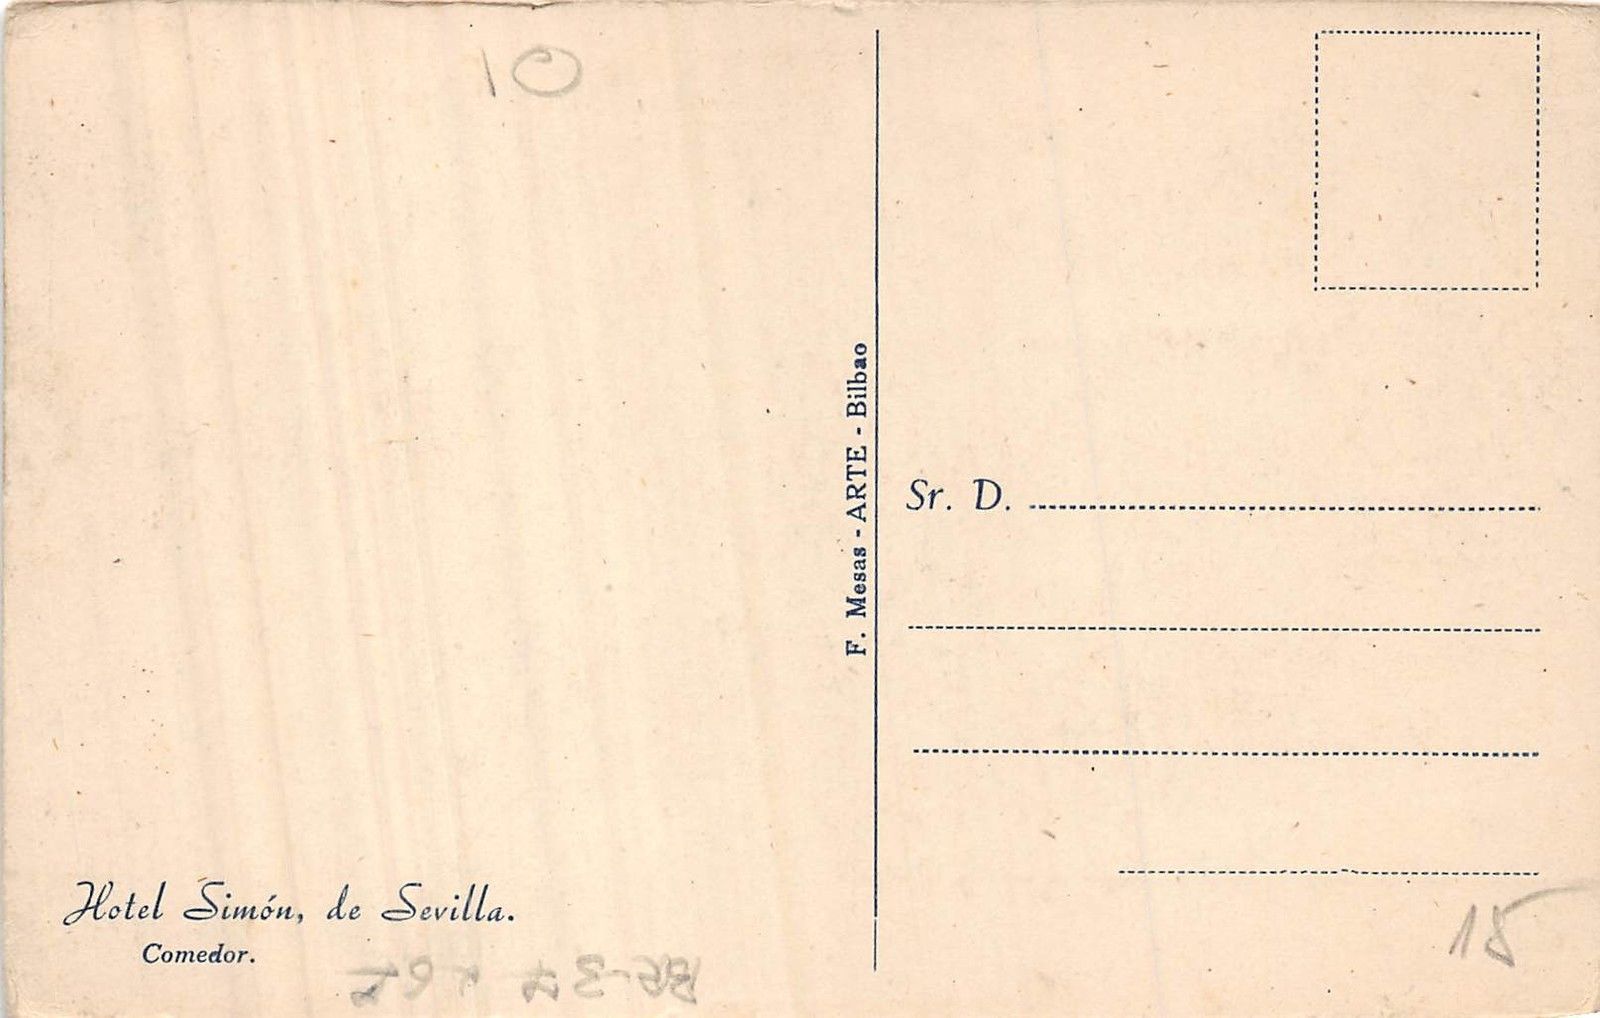 10
F. Mesas - ARTE - Bilbao
Sr. D.
Hotel Simón, de Sevilla.
Comedor.
15